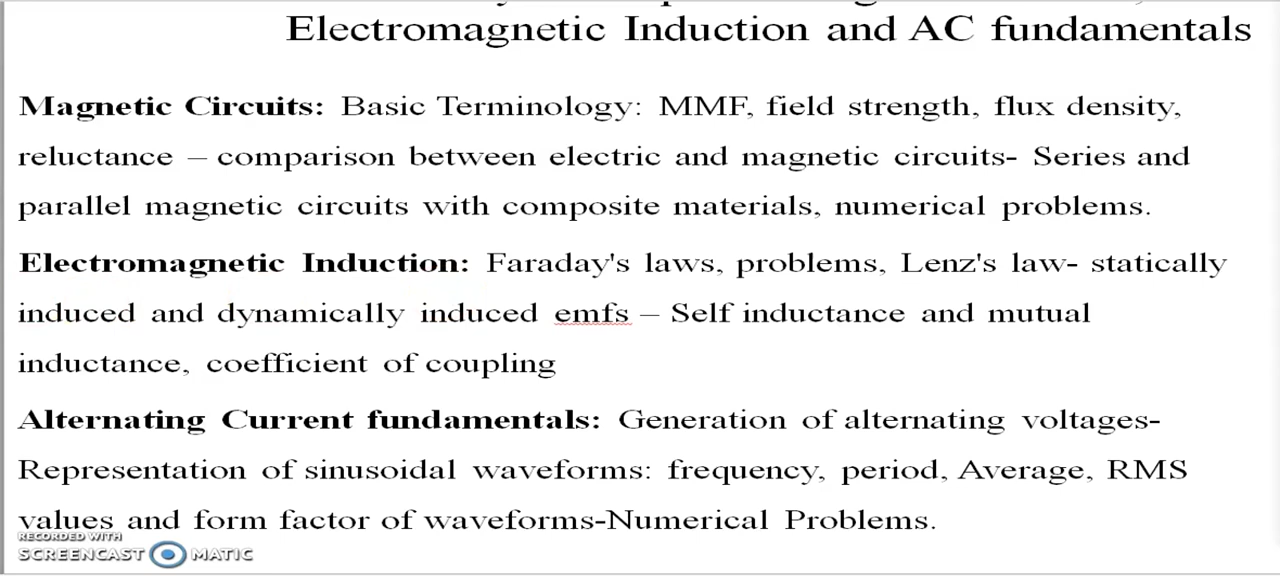 Electromagnetic Induction and AC fundamentals
Magnetic Circuits: Basic Terminology: MMF, field strength, flux density,
reluctance – comparison between electric and magnetic circuits- Series and
parallel magnetic circuits with composite materials, numerical problems.
Electromagnetic Induction: Faraday's laws, problems, Lenz's law- statically
induced and dynamically induced emfs – Self inductance and mutual
inductance, coefficient of coupling
Alternating Current fundamentals: Generation of alternating voltages-
Representation of sinusoidal waveforms: frequency, period, Average, RMS
values and form factor of waveforms-Numerical Problems.
RECORDED WITH
SCREENCAST MATIC